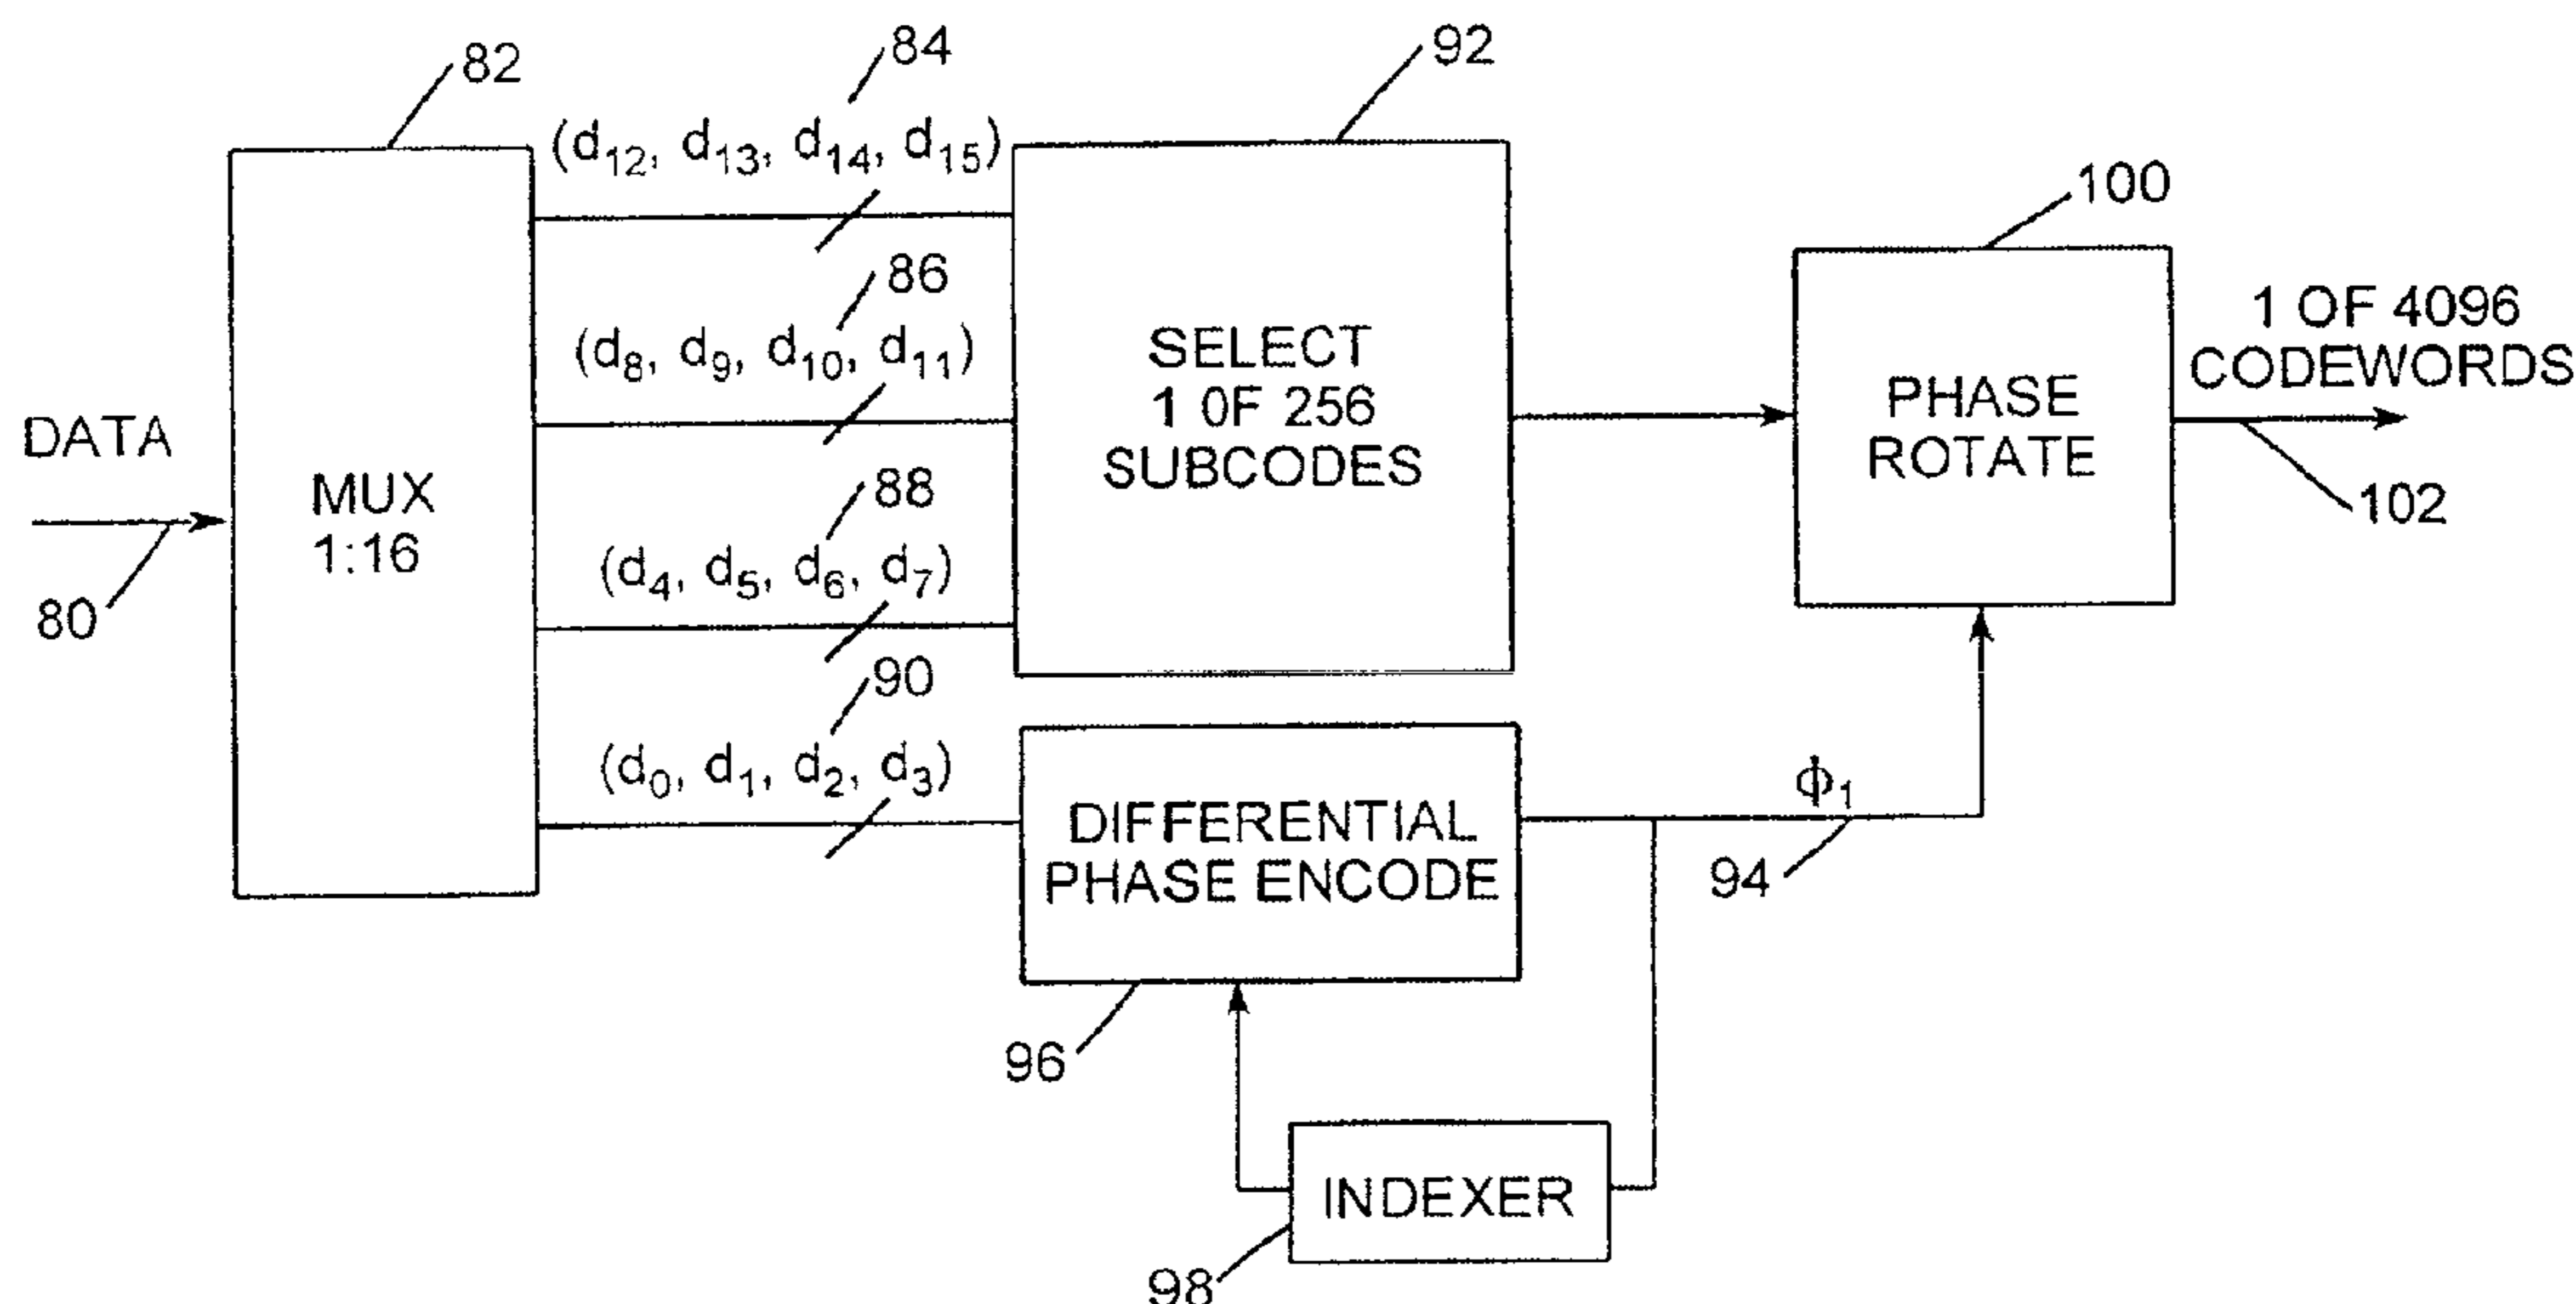 84
92
82
(d12, d13, d14, d15)
100
86
1 OF 4096
CODEWORDS
(d8, d9, d10, d11)
SELECT
1 0F 256
SUBCODES
PHASE
ROTATE
DATA
MUX
1:16
88
102
(d4, d5, d6, d7)
80
90
(d0, d1, d2, d3)
ϕ1
DIFFERENTIAL
PHASE ENCODE
94
96
INDEXER
98